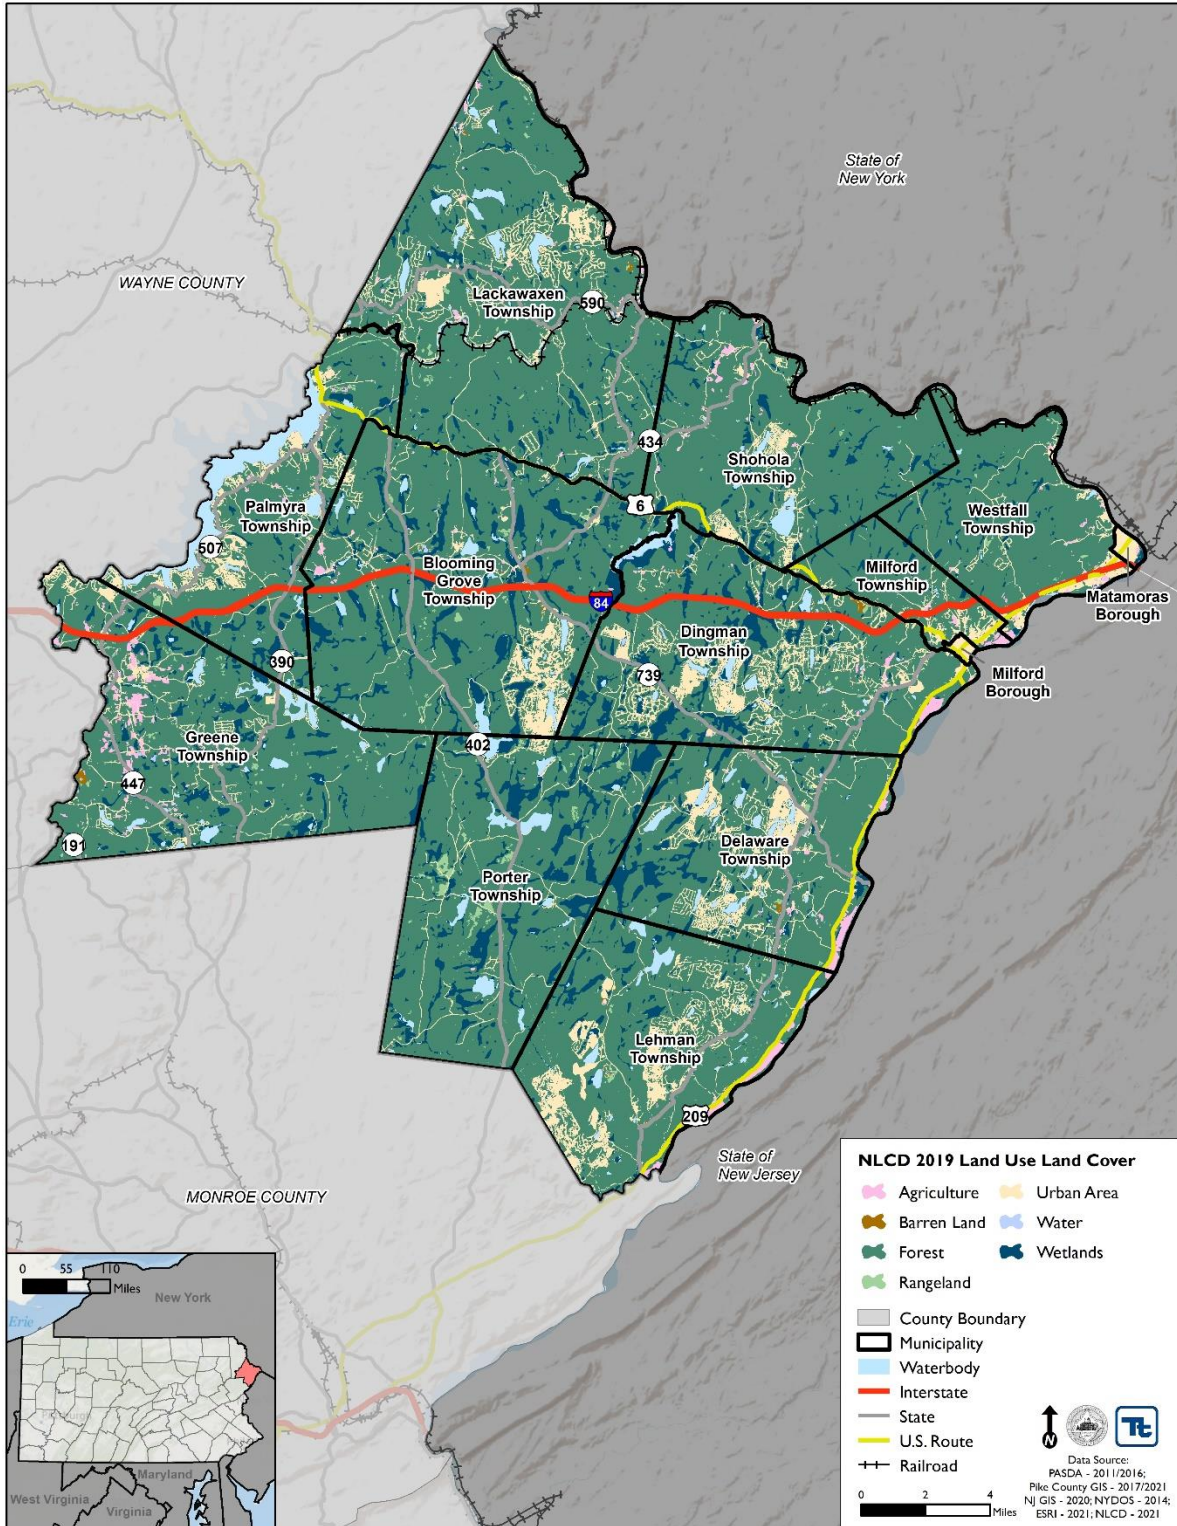 State of
New York
WAYNE COUNTY
Lackawaxen
Township
590
434
Shohola
Township
6
Palmyra
Township
507
Westfall
Township
Blooming
Grove
Township
84
Milford
Township
Matamoras
Borough
Dingman
Township
390
739
Milford
Borough
Greene
Township
402
447
191
Delaware
Township
Porter
Township
Lehman
Township
209
State of
New Jersey
MONROE COUNTY
NLCD 2019 Land Use Land Cover
Agriculture
Urban Area
Barren Land
Water
Forest
Wetlands
Rangeland
County Boundary
Municipality
Waterbody
Interstate
State
U.S. Route
Railroad
N
Tt
Data Source:
PASDA - 2011/2016;
Pike County GIS - 2017/2021
NJ GIS - 2020; NYDOS - 2014;
ESRI - 2021; NLCD - 2021
0 2 4
Miles
0 55 110
Miles
New York
Erie
Maryland
West Virginia
Virginia